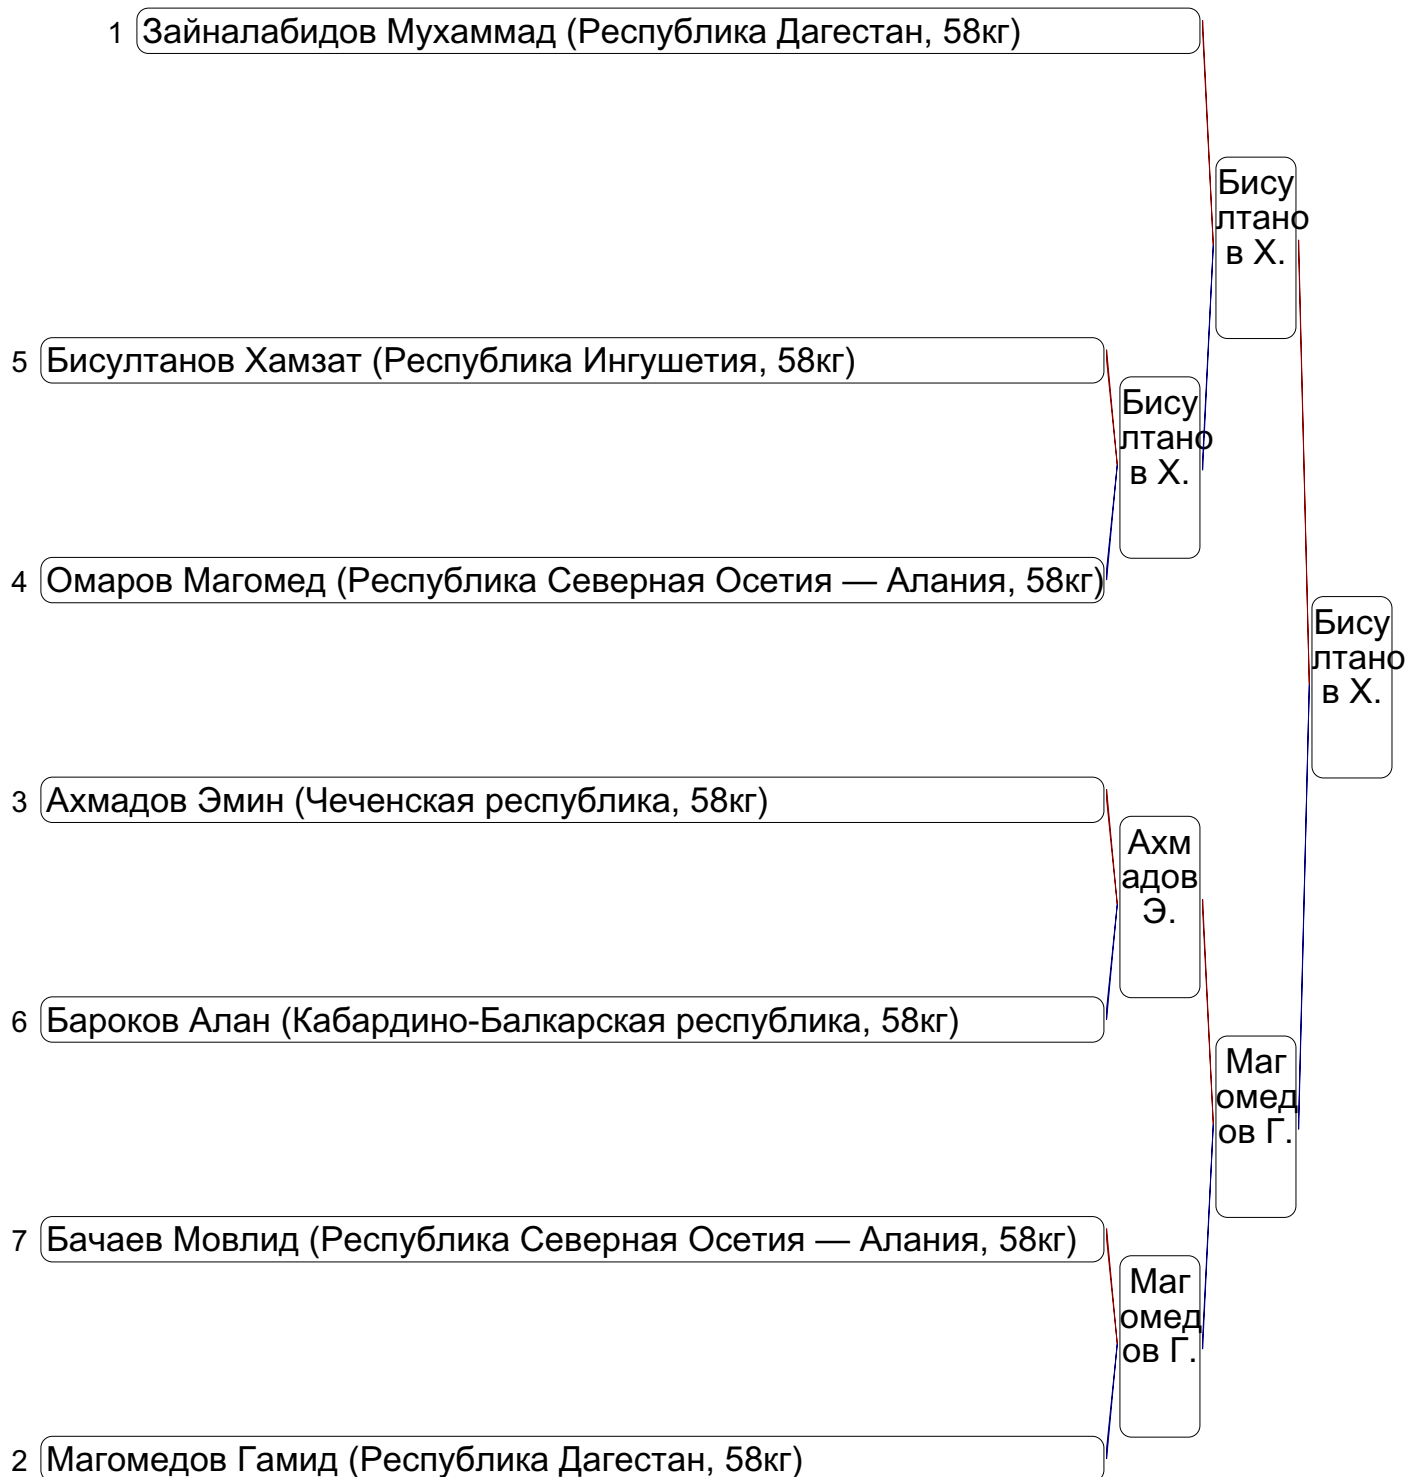 1 Зайналабидов Мухаммад (Республика Дагестан, 58кг)
Бису
лтано
в Х.
5 Бисултанов Хамзат (Республика Ингушетия, 58кг)
Бису
лтано
в Х.
4 Омаров Магомед (Республика Северная Осетия — Алания, 58кг)
Бису
лтано
в Х.
3 Ахмадов Эмин (Чеченская республика, 58кг)
Ахм
адов
Э.
6 Бароков Алан (Кабардино-Балкарская республика, 58кг)
Маг
омед
ов Г.
7 Бачаев Мовлид (Республика Северная Осетия — Алания, 58кг)
Маг
омед
ов Г.
2 Магомедов Гамид (Республика Дагестан, 58кг)